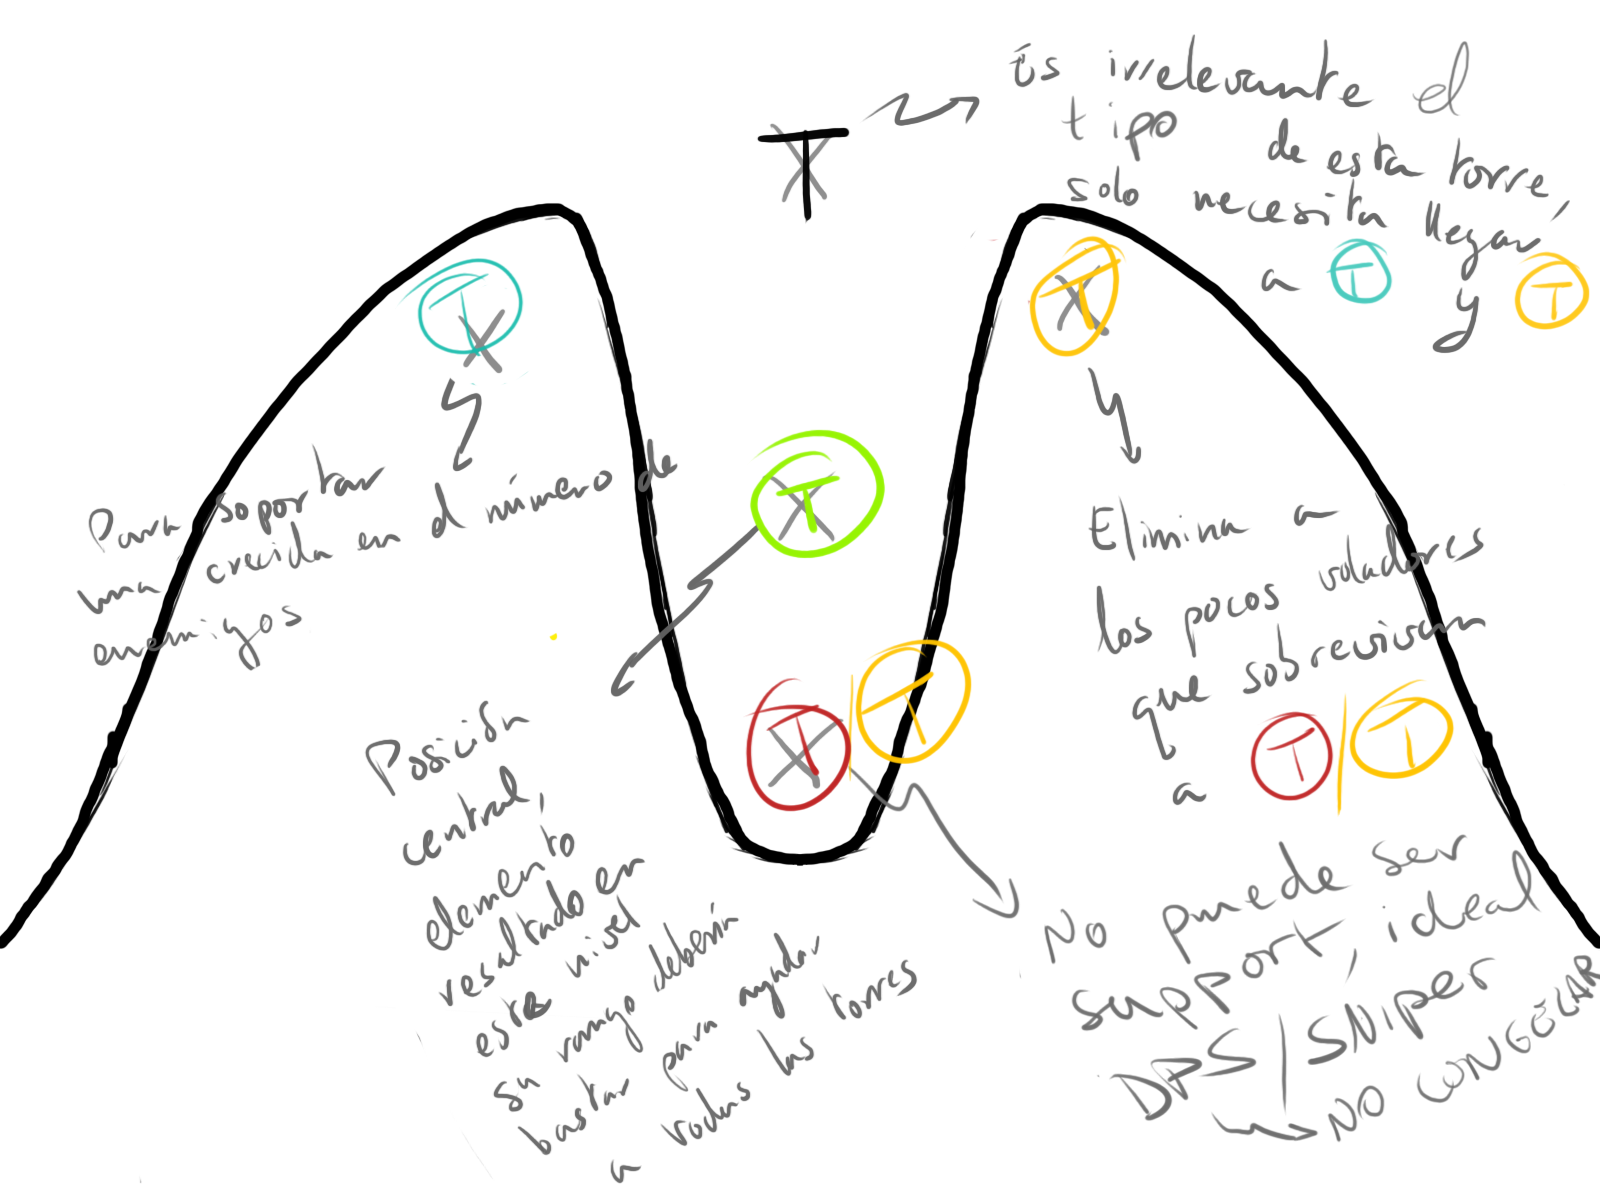 T
Es irrelevante el
tipo de esta torre,
solo necesita llegar
a T y T
T
T
Para soportar
una crecida en el número de
enemigos
T
Elimina a
los pocos voladores
que sobrevivan
a T/T
T/T
Posición
central,
elemento
resaltado en
este nivel
su rango debería
bastar para ayudar
a todas las torres
No puede ser
support, ideal
DPS/SNIPER
NO CONGELAR